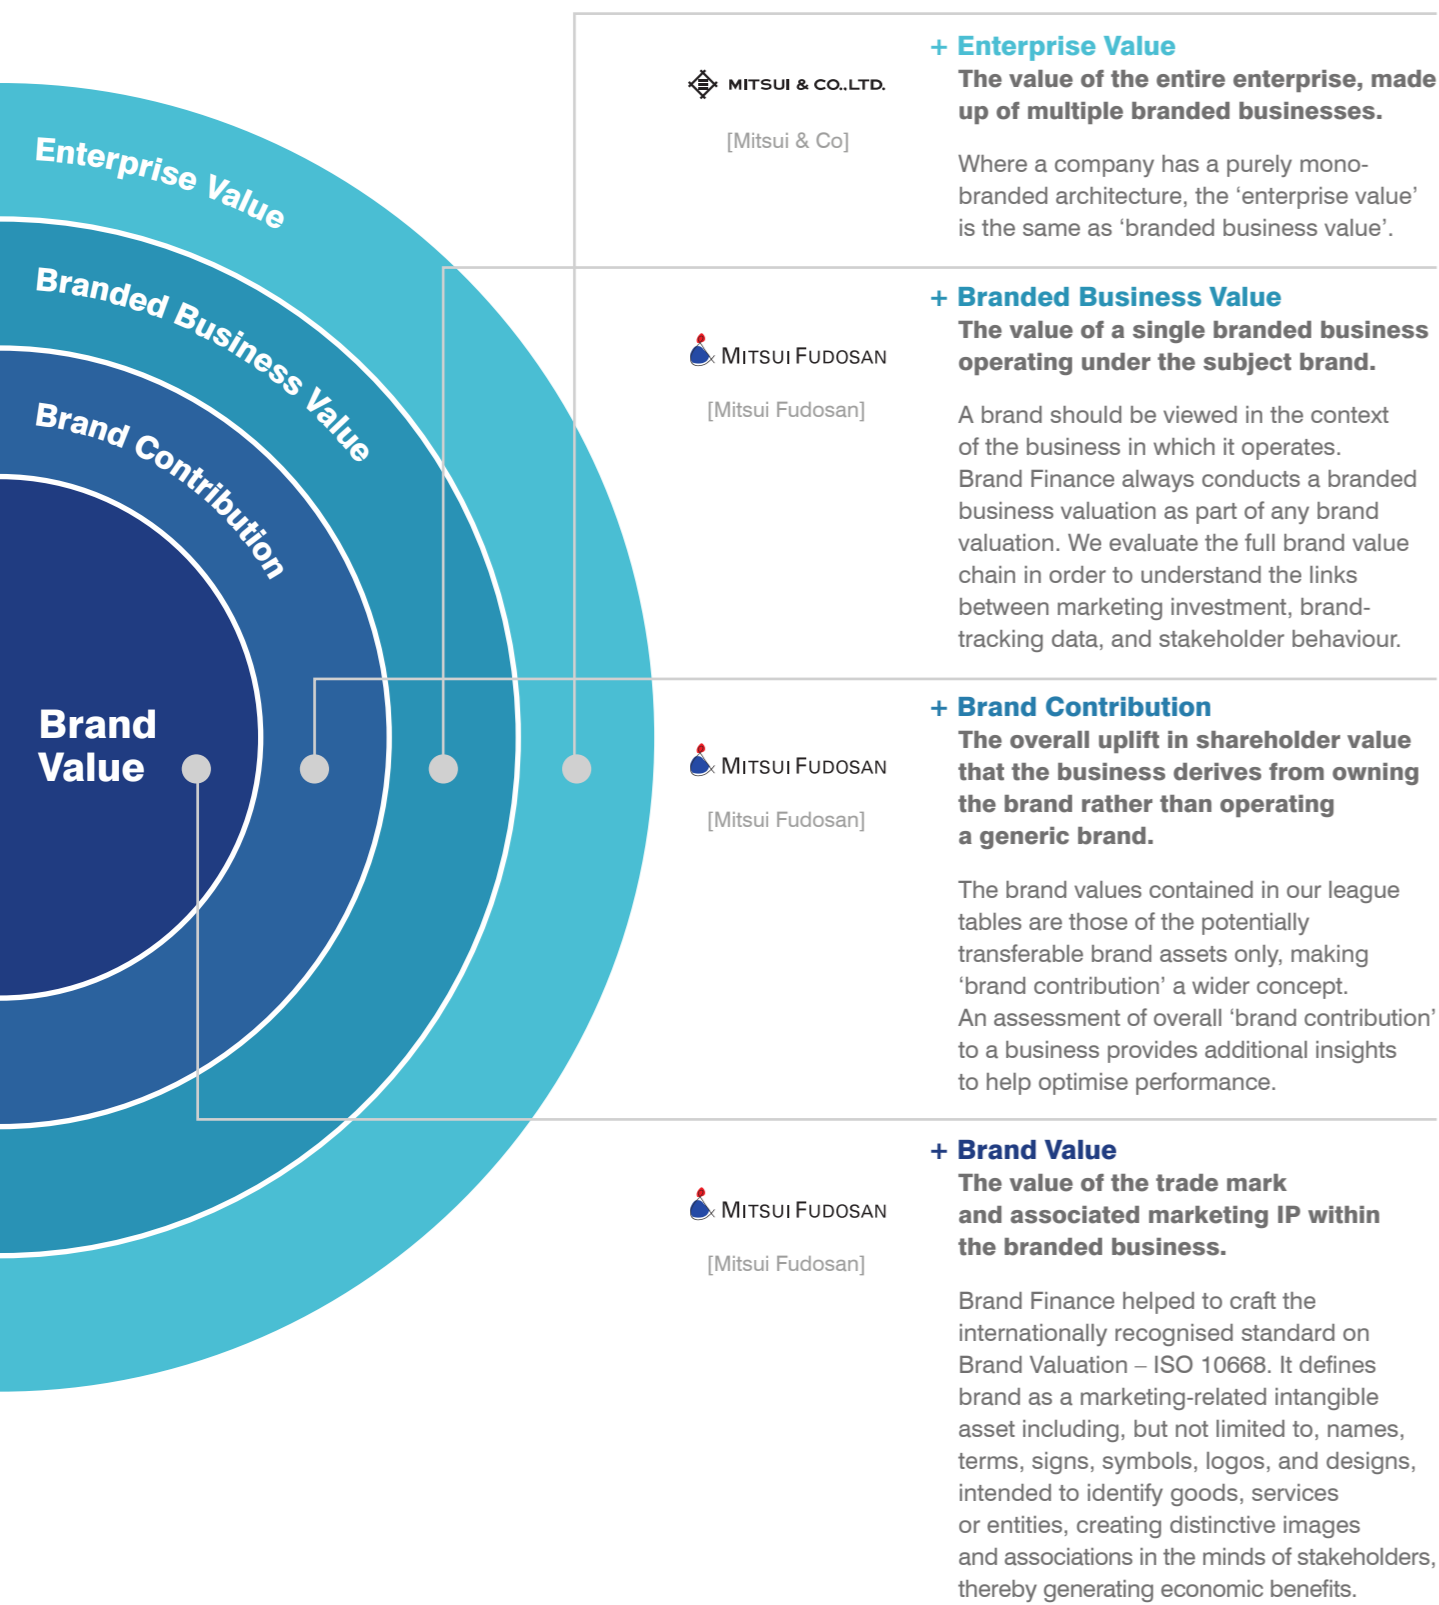 Enterprise Value
Branded Business Value
Brand Contribution
Brand
Value
MITSUI & CO.,LTD.
[Mitsui & Co]
+ Enterprise Value
The value of the entire enterprise, made
up of multiple branded businesses.
Where a company has a purely mono-
branded architecture, the ‘enterprise value’
is the same as ‘branded business value’.
MITSUI FUDOSAN
[Mitsui Fudosan]
+ Branded Business Value
The value of a single branded business
operating under the subject brand.
A brand should be viewed in the context
of the business in which it operates.
Brand Finance always conducts a branded
business valuation as part of any brand
valuation. We evaluate the full brand value
chain in order to understand the links
between marketing investment, brand-
tracking data, and stakeholder behaviour.
MITSUI FUDOSAN
[Mitsui Fudosan]
+ Brand Contribution
The overall uplift in shareholder value
that the business derives from owning
the brand rather than operating
a generic brand.
The brand values contained in our league
tables are those of the potentially
transferable brand assets only, making
‘brand contribution’ a wider concept.
An assessment of overall ‘brand contribution’
to a business provides additional insights
to help optimise performance.
MITSUI FUDOSAN
[Mitsui Fudosan]
+ Brand Value
The value of the trade mark
and associated marketing IP within
the branded business.
Brand Finance helped to craft the
internationally recognised standard on
Brand Valuation – ISO 10668. It defines
brand as a marketing-related intangible
asset including, but not limited to, names,
terms, signs, symbols, logos, and designs,
intended to identify goods, services
or entities, creating distinctive images
and associations in the minds of stakeholders,
thereby generating economic benefits.